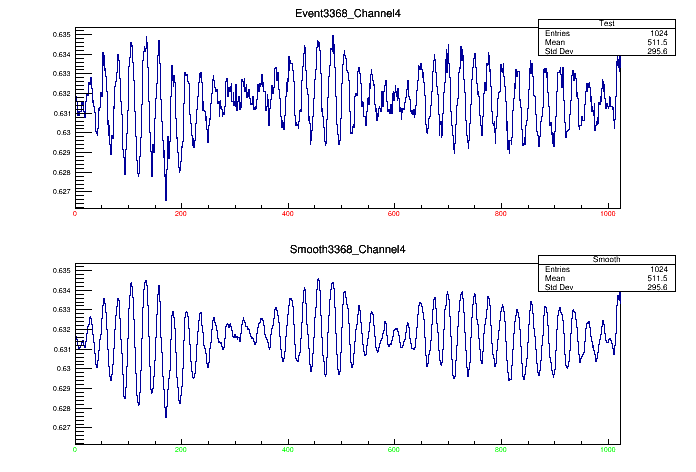 Event3368_Channel4
Test
Entries 1024
Mean 511.5
Std Dev 295.6
0.635
0.634
0.633
0.632
0.631
0.63
0.629
0.628
0.627
0 200 400 600 800 1000
Smooth3368_Channel4
Smooth
Entries 1024
Mean 511.5
Std Dev 295.6
0.635
0.634
0.633
0.632
0.631
0.63
0.629
0.628
0.627
0 200 400 600 800 1000